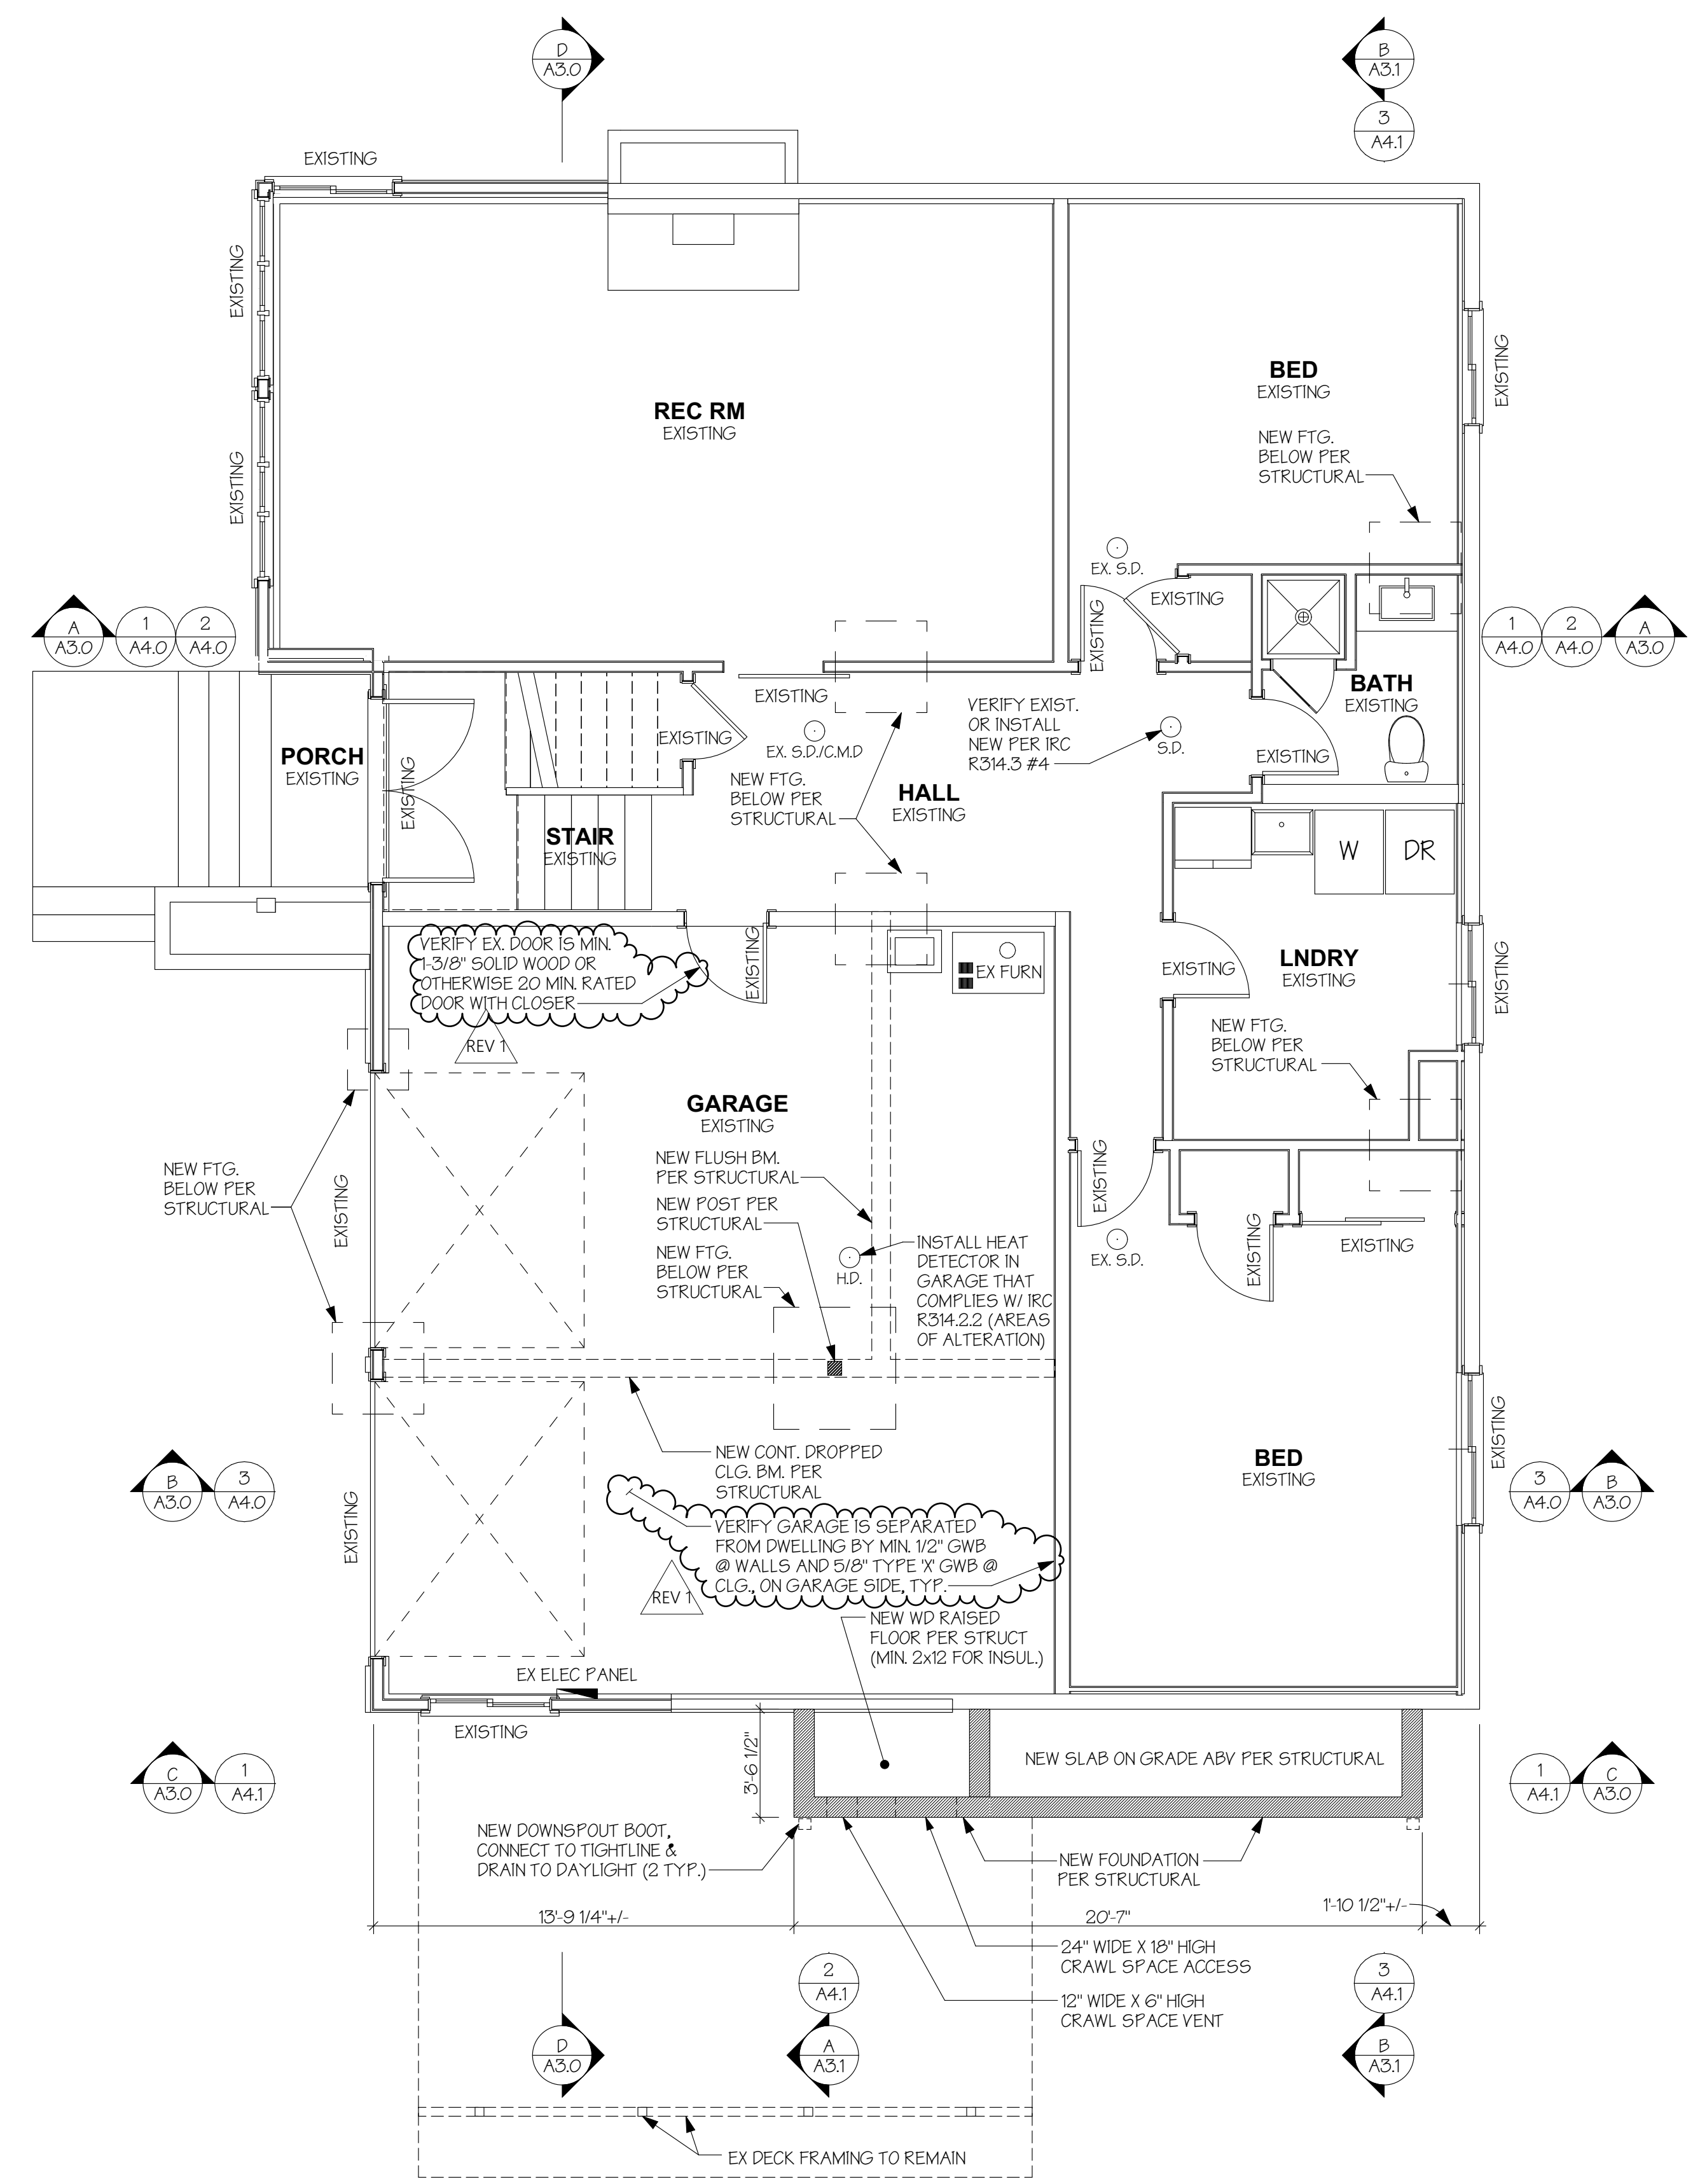 D
A3.0
B
A3.1
3
A4.1
EXISTING
EXISTING
EXISTING
REC RM
EXISTING
BED
EXISTING
EXISTING
NEW FTG.
BELOW PER
STRUCTURAL
EX. S.D.
EXISTING
EXISTING
A
A3.0
1
A4.0
2
A4.0
1
A4.0
2
A4.0
A
A3.0
BATH
EXISTING
EXISTING
EXISTING
EXISTING
EX. S.D./C.M.D
VERIFY EXIST.
OR INSTALL
NEW PER IRC
R314.3 #4
S.D.
PORCH
EXISTING
EXISTING
NEW FTG.
BELOW PER
STRUCTURAL
HALL
EXISTING
STAIR
EXISTING
W
DR
VERIFY EX. DOOR IS MIN.
1-3/8" SOLID WOOD OR
OTHERWISE 20 MIN. RATED
DOOR WITH CLOSER
REV 1
EXISTING
EX FURN
EXISTING
LNDRY
EXISTING
EXISTING
NEW FTG.
BELOW PER
STRUCTURAL
GARAGE
EXISTING
NEW FLUSH BM.
PER STRUCTURAL
NEW POST PER
STRUCTURAL
NEW FTG.
BELOW PER
STRUCTURAL
H.D.
INSTALL HEAT
DETECTOR IN
GARAGE THAT
COMPLIES W/ IRC
R314.2.2 (AREAS
OF ALTERATION)
NEW FTG.
BELOW PER
STRUCTURAL
EXISTING
EXISTING
EX. S.D.
EXISTING
EXISTING
NEW CONT. DROPPED
CLG. BM. PER
STRUCTURAL
BED
EXISTING
EXISTING
B
A3.0
3
A4.0
3
A4.0
B
A3.0
EXISTING
VERIFY GARAGE IS SEPARATED
FROM DWELLING BY MIN. 1/2" GWB
@ WALLS AND 5/8" TYPE 'X' GWB @
CLG., ON GARAGE SIDE, TYP.
REV 1
NEW WD RAISED
FLOOR PER STRUCT
(MIN. 2x12 FOR INSUL.)
EX ELEC PANEL
EXISTING
3'-6 1/2"
NEW SLAB ON GRADE ABV PER STRUCTURAL
C
A3.0
1
A4.1
1
A4.1
C
A3.0
NEW DOWNSPOUT BOOT,
CONNECT TO TIGHTLINE &
DRAIN TO DAYLIGHT (2 TYP.)
NEW FOUNDATION
PER STRUCTURAL
13'-9 1/4"+/-
20'-7"
1'-10 1/2"+/-
24" WIDE X 18" HIGH
CRAWL SPACE ACCESS
12" WIDE X 6" HIGH
CRAWL SPACE VENT
2
A4.1
3
A4.1
D
A3.0
A
A3.1
B
A3.1
EX DECK FRAMING TO REMAIN